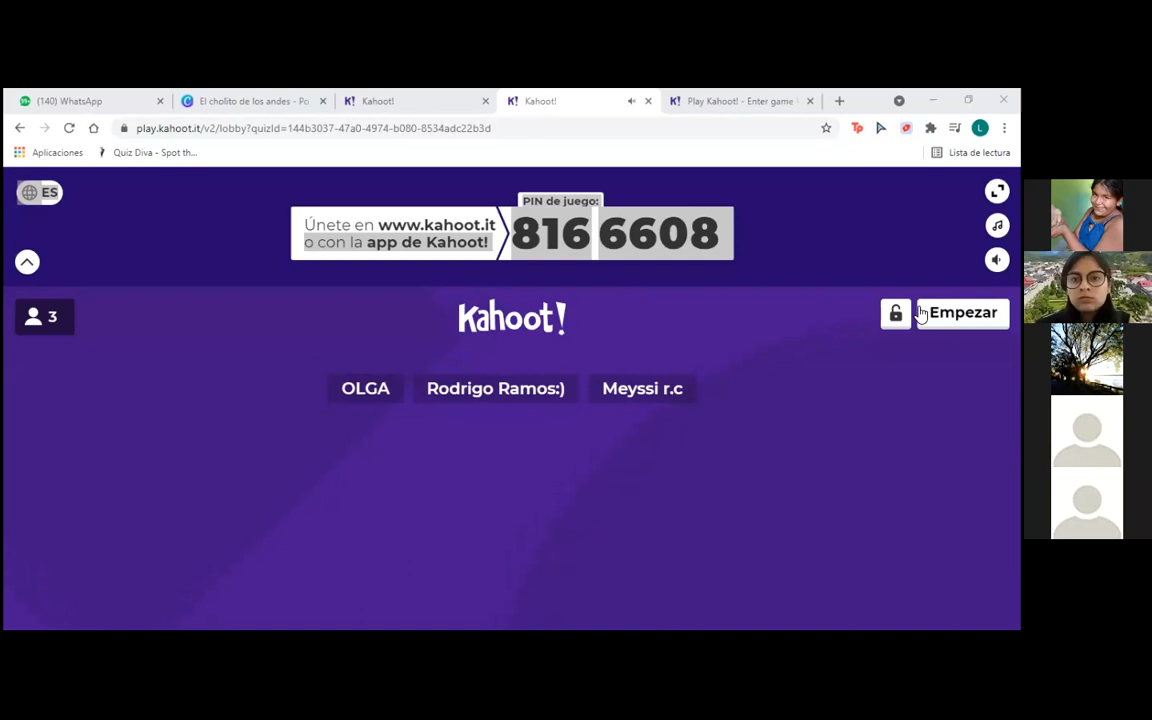 (140) WhatsApp
El cholito de los andes - Po
Kahoot!
Kahoot!
Play Kahoot! - Enter game
play.kahoot.it/v2/lobby?quizId=144b3037-47a0-4974-b080-8534adc22b3d
Aplicaciones
Quiz Diva - Spot th...
Lista de lectura
ES
PIN de juego:
Únete en www.kahoot.it
o con la app de Kahoot!
816 6608
3
Kahoot!
Empezar
OLGA
Rodrigo Ramos:)
Meyssi r.c